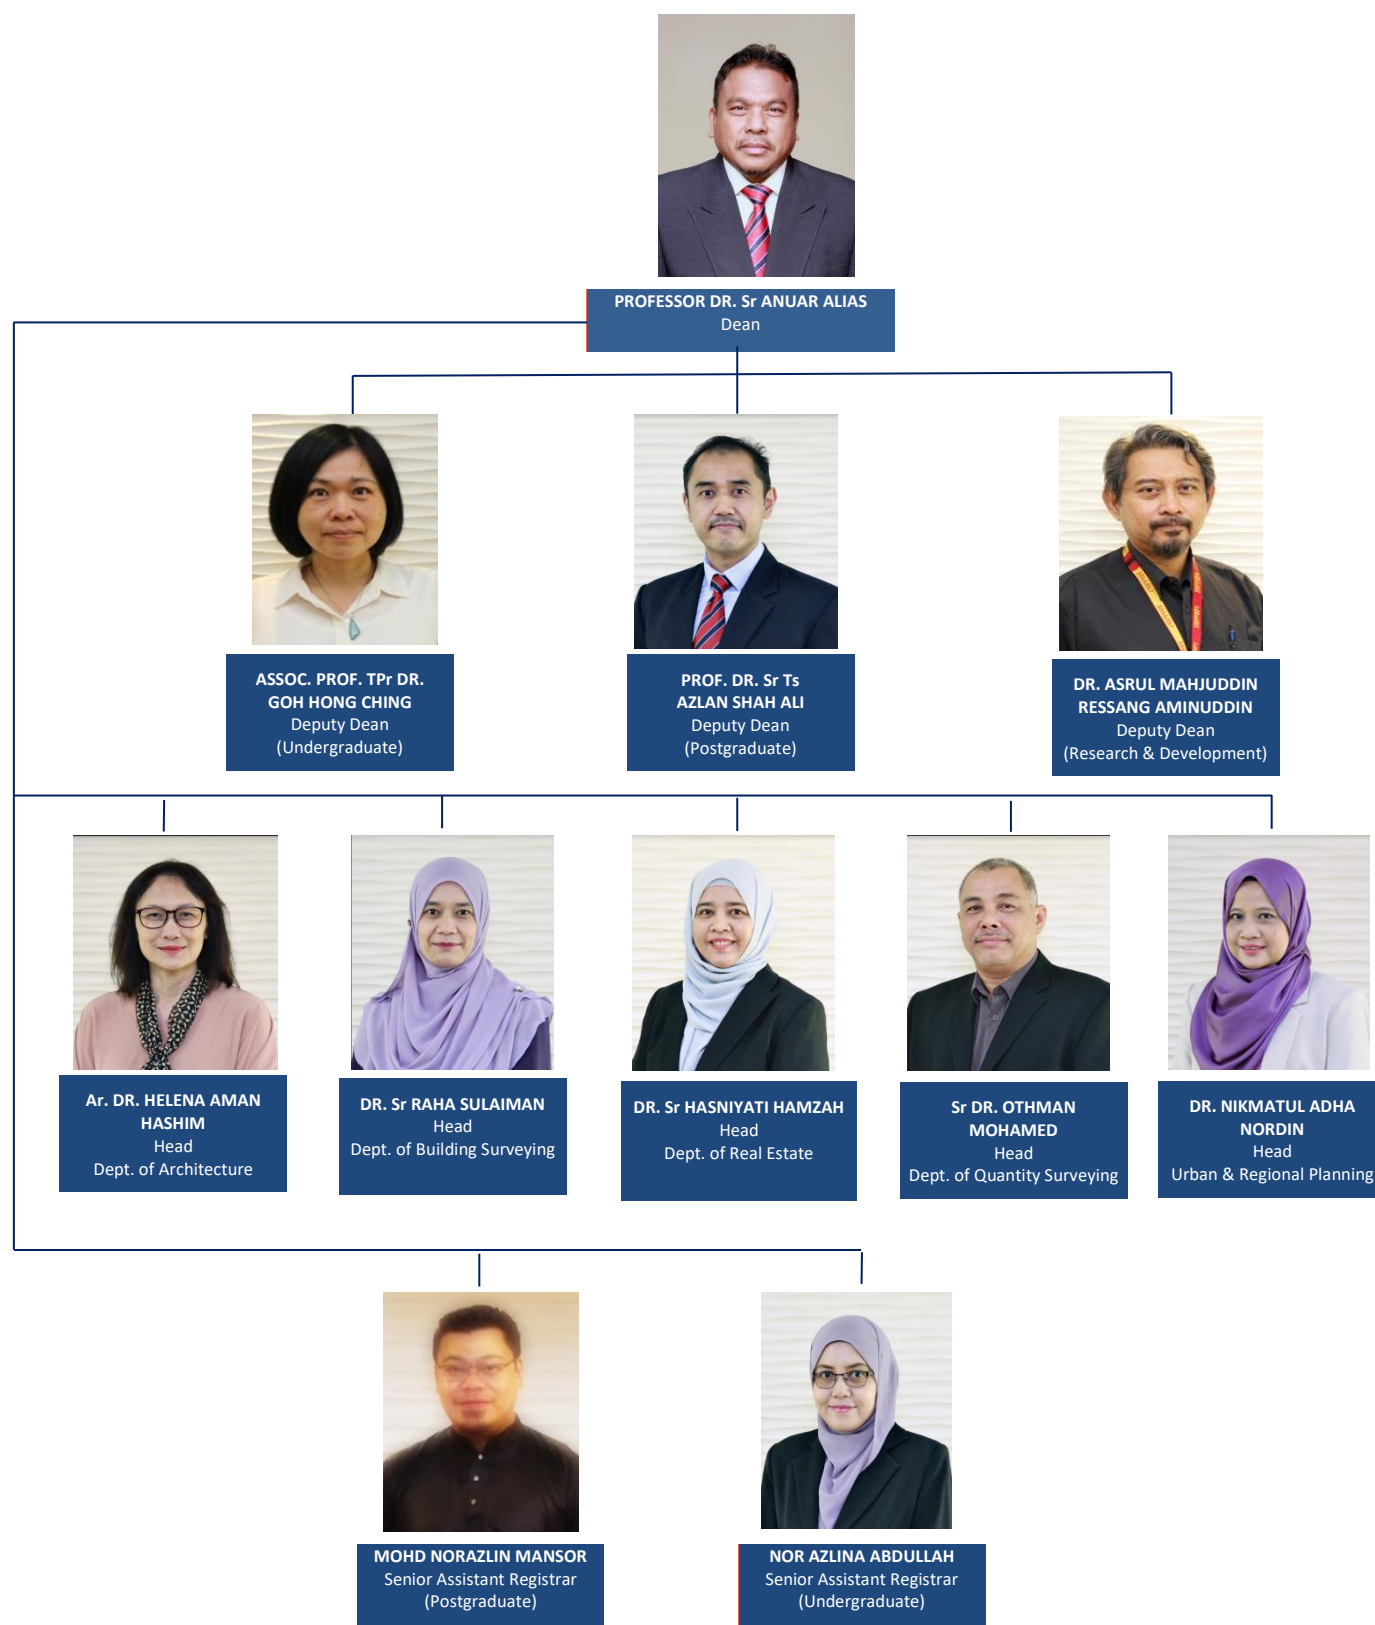 PROFESSOR DR. Sr ANUAR ALIAS
Dean
ASSOC. PROF. TPr DR.
GOH HONG CHING
Deputy Dean
(Undergraduate)
PROF. DR. Sr Ts
AZLAN SHAH ALI
Deputy Dean
(Postgraduate)
DR. ASRUL MAHJUDDIN
RESSANG AMINUDDIN
Deputy Dean
(Research & Development)
Ar. DR. HELENA AMAN
HASHIM
Head
Dept. of Architecture
DR. Sr RAHA SULAIMAN
Head
Dept. of Building Surveying
DR. Sr HASNIYATI HAMZAH
Head
Dept. of Real Estate
Sr DR. OTHMAN
MOHAMED
Head
Dept. of Quantity Surveying
DR. NIKMATUL ADHA
NORDIN
Head
Urban & Regional Planning
MOHD NORAZLIN MANSOR
Senior Assistant Registrar
(Postgraduate)
NOR AZLINA ABDULLAH
Senior Assistant Registrar
(Undergraduate)